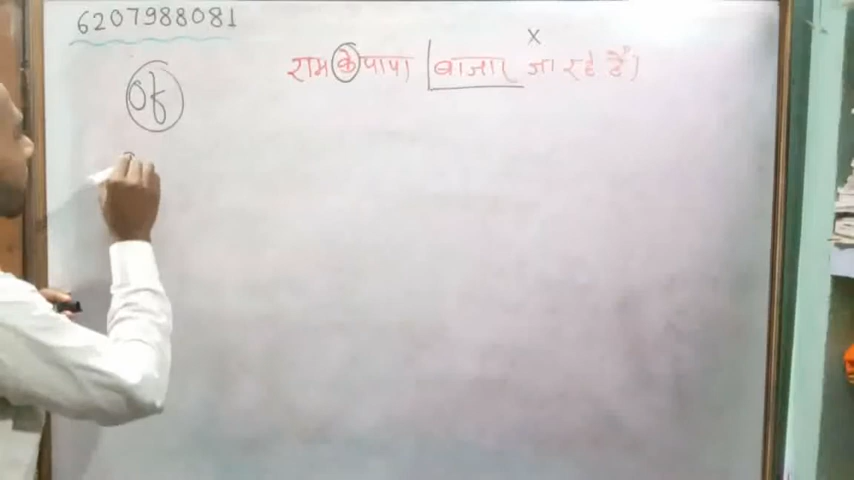 6207988081
x
राम के पापा बाजार जा रहे हैं।
Of